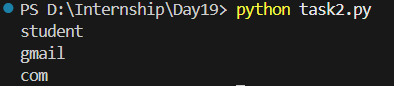 PS D:\Internship\Day19> python task2.py
student
gmail
com